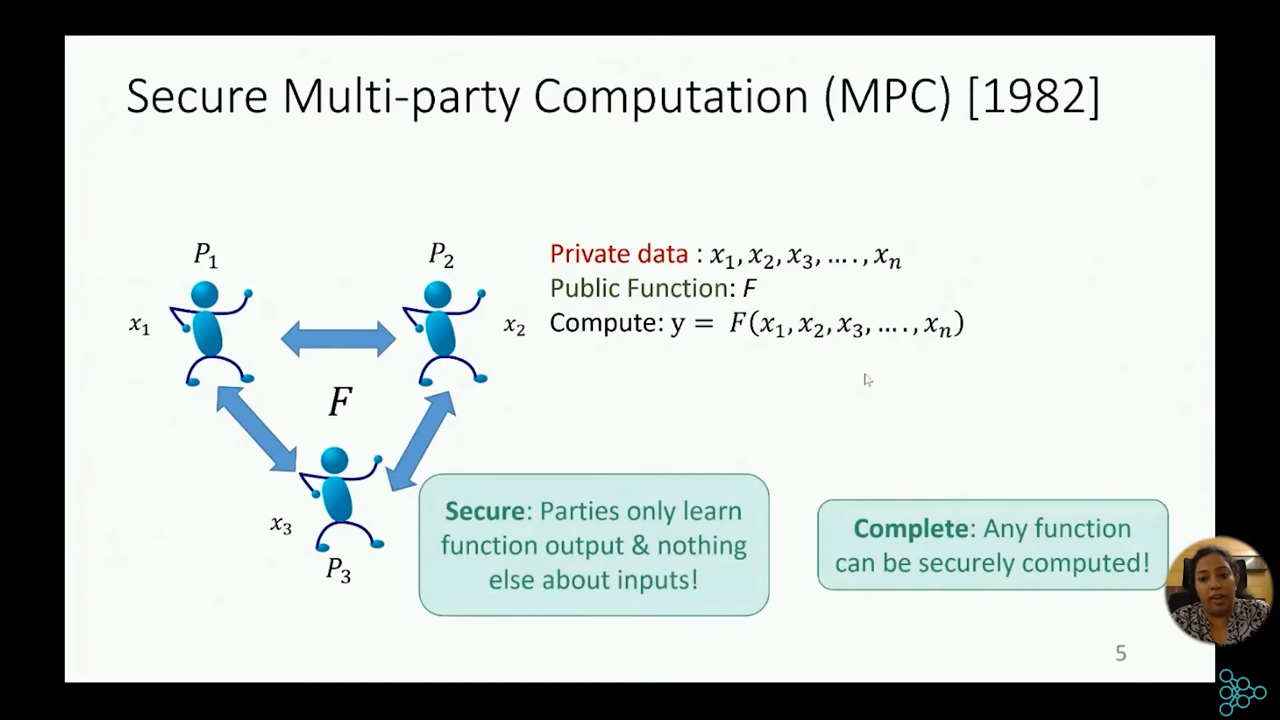 Secure Multi-party Computation (MPC) [1982]
P₁
P₂
x₁
x₂
F
x₃
P₃
Private data : x₁, x₂, x₃, …. , xₙ
Public Function: F
Compute: y = F(x₁, x₂, x₃, …. , xₙ)
Secure: Parties only learn
function output & nothing
else about inputs!
Complete: Any function
can be securely computed!
5